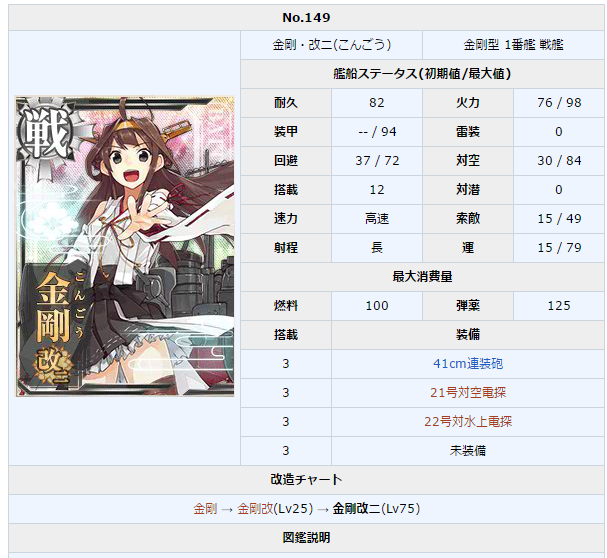 No.149
金剛・改二(こんごう)
金剛型 1番艦 戦艦
艦船ステータス(初期値/最大値)
耐久 82 火力 76 / 98
装甲 -- / 94 雷装 0
回避 37 / 72 対空 30 / 84
搭載 12 対潜 0
速力 高速 索敵 15 / 49
射程 長 運 15 / 79
最大消費量
燃料 100 弾薬 125
搭載 装備
3 41cm連装砲
3 21号対空電探
3 22号対水上電探
3 未装備
戦
こんごう
金剛
改二
改造チャート
金剛 → 金剛改(Lv25) → 金剛改二(Lv75)
図鑑説明